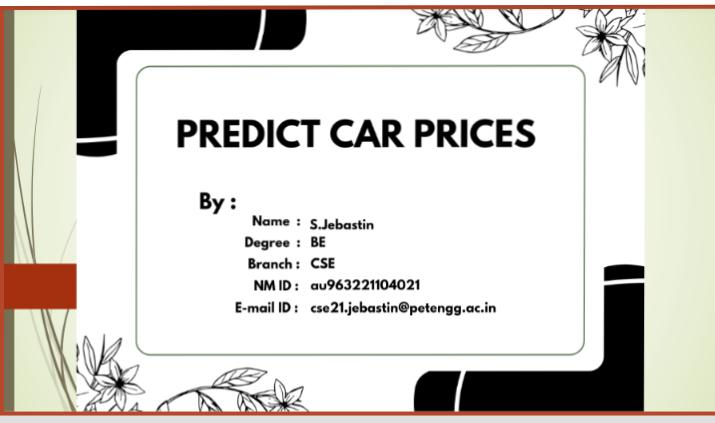 PREDICT CAR PRICES
By :
Name : S.Jebastin
Degree : BE
Branch : CSE
NM ID : au963221104021
E-mail ID : cse21.jebastin@petengg.ac.in